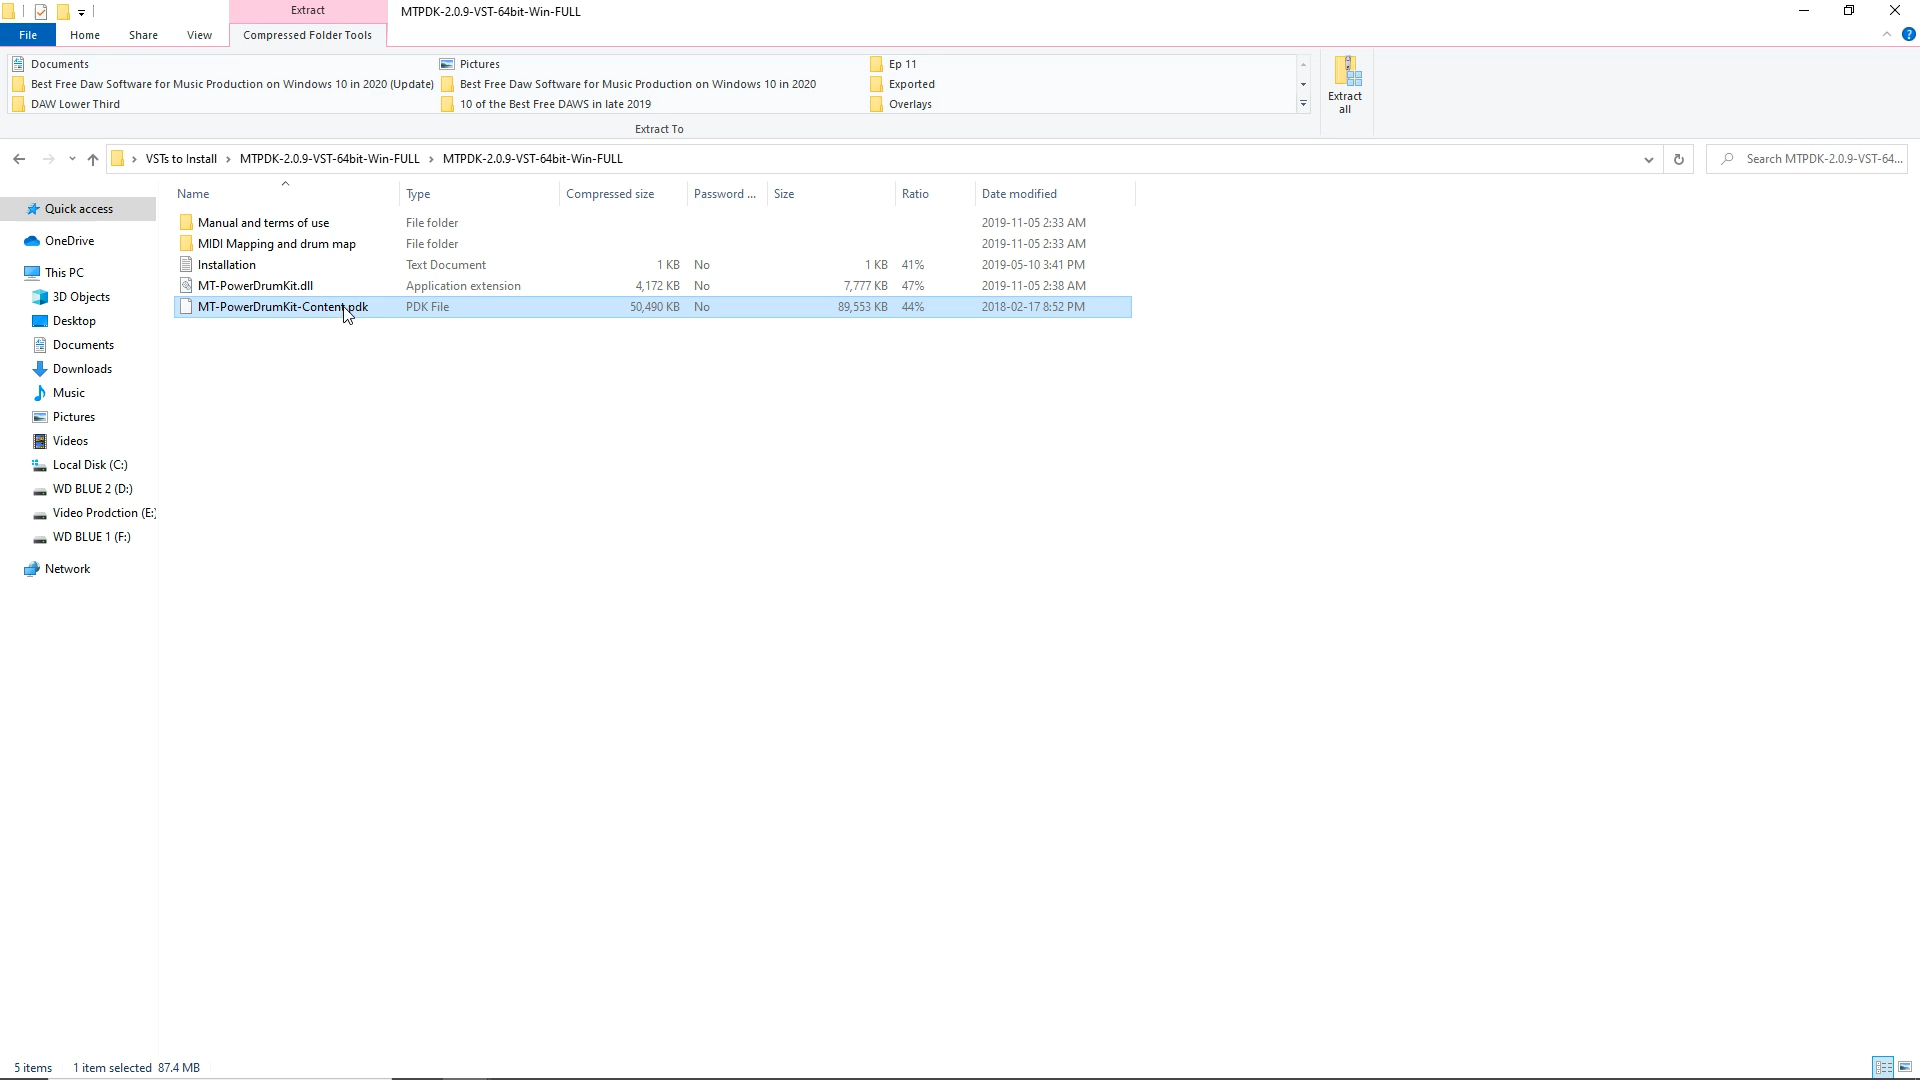 Extract
MTPDK-2.0.9-VST-64bit-Win-FULL
File
Home
Share
View
Compressed Folder Tools
Documents
Pictures
Ep 11
Best Free Daw Software for Music Production on Windows 10 in 2020 (Update)
Best Free Daw Software for Music Production on Windows 10 in 2020
Exported
DAW Lower Third
10 of the Best Free DAWS in late 2019
Overlays
Extract To
Extract
all
VSTs to Install > MTPDK-2.0.9-VST-64bit-Win-FULL > MTPDK-2.0.9-VST-64bit-Win-FULL
Search MTPDK-2.0.9-VST-64...
Name Type Compressed size Password ... Size Ratio Date modified
Manual and terms of use File folder 2019-11-05 2:33 AM
MIDI Mapping and drum map File folder 2019-11-05 2:33 AM
Installation Text Document 1 KB No 1 KB 41% 2019-05-10 3:41 PM
MT-PowerDrumKit.dll Application extension 4,172 KB No 7,777 KB 47% 2019-11-05 2:38 AM
MT-PowerDrumKit-Content.pdk PDK File 50,490 KB No 89,553 KB 44% 2018-02-17 8:52 PM
Quick access
OneDrive
This PC
3D Objects
Desktop
Documents
Downloads
Music
Pictures
Videos
Local Disk (C:)
WD BLUE 2 (D:)
Video Prodction (E:)
WD BLUE 1 (F:)
Network
5 items 1 item selected 87.4 MB